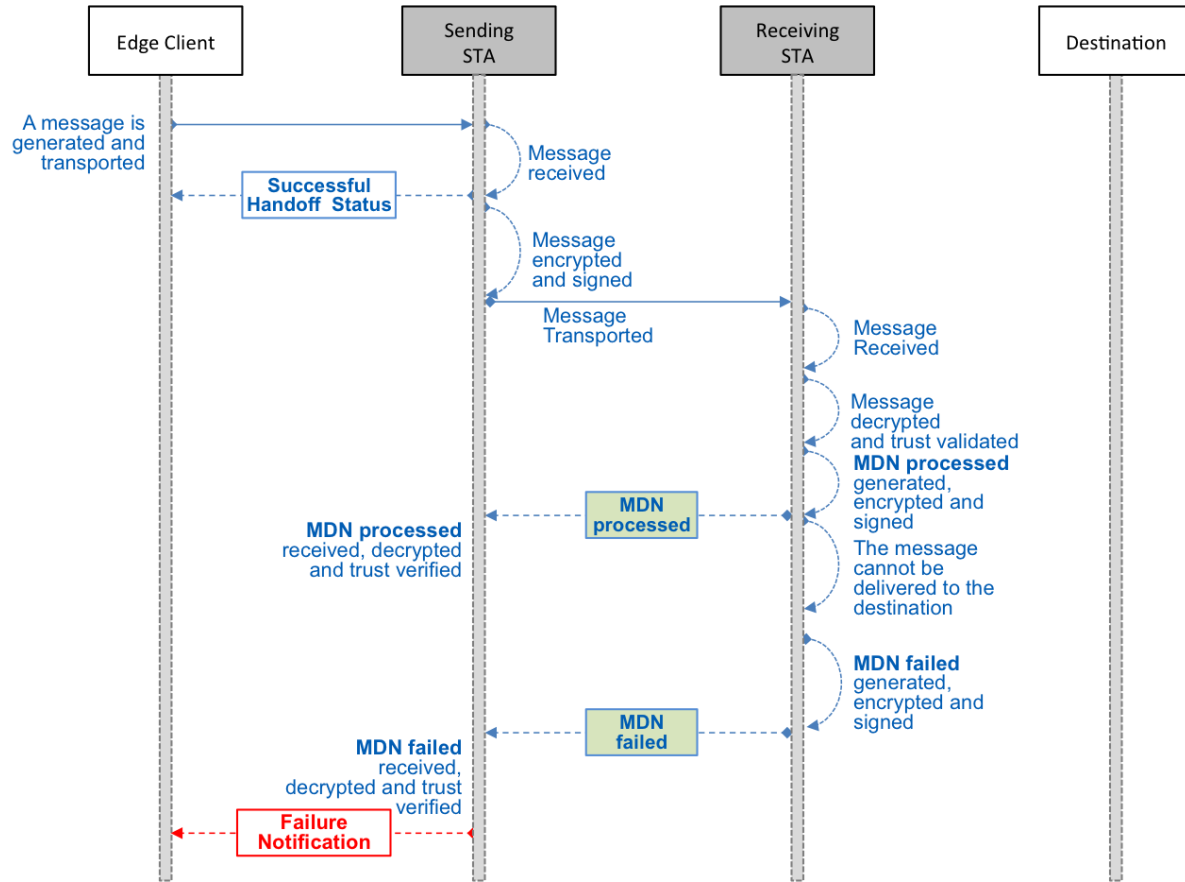 Edge Client
Sending
STA
Receiving
STA
Destination
A message is
generated and
transported
Message
received
Successful
Handoff  Status
Message
encrypted
and signed
Message
Transported
Message
Received
Message
decrypted
and trust validated
MDN processed
generated,
encrypted and
signed
MDN
processed
MDN processed
received, decrypted
and trust verified
The message
cannot be
delivered to the
destination
MDN failed
generated,
encrypted and
signed
MDN
failed
MDN failed
received,
decrypted and trust
verified
Failure
Notification